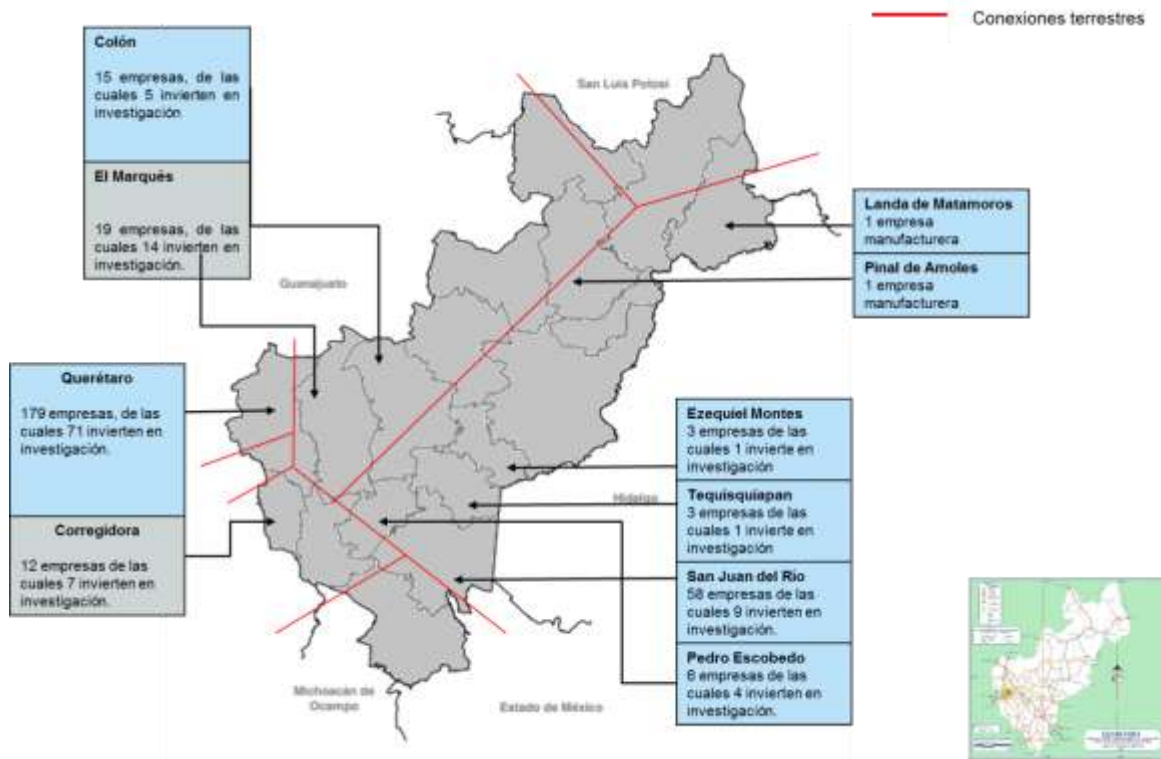 Conexiones terrestres
Colón
15 empresas, de las
cuales 5 invierten en
investigación
El Marqués
19 empresas, de las
cuales 14 invierten en
investigación.
San Luis Potosí
Guanajuato
Landa de Matamoros
1 empresa
manufacturera
Pinal de Amoles
1 empresa
manufacturera
Querétaro
179 empresas, de las
cuales 71 invierten en
investigación.
Corregidora
12 empresas de las
cuales 7 invierten en
investigación.
Ezequiel Montes
3 empresas de las
cuales 1 invierte en
investigación
Hidalgo
Tequisquiapan
3 empresas de las
cuales 1 invierte en
investigación
San Juan del Río
58 empresas de las
cuales 9 invierten en
investigación.
Pedro Escobedo
6 empresas de las
cuales 4 invierten en
investigación.
Michoacán de
Ocampo
Estado de México